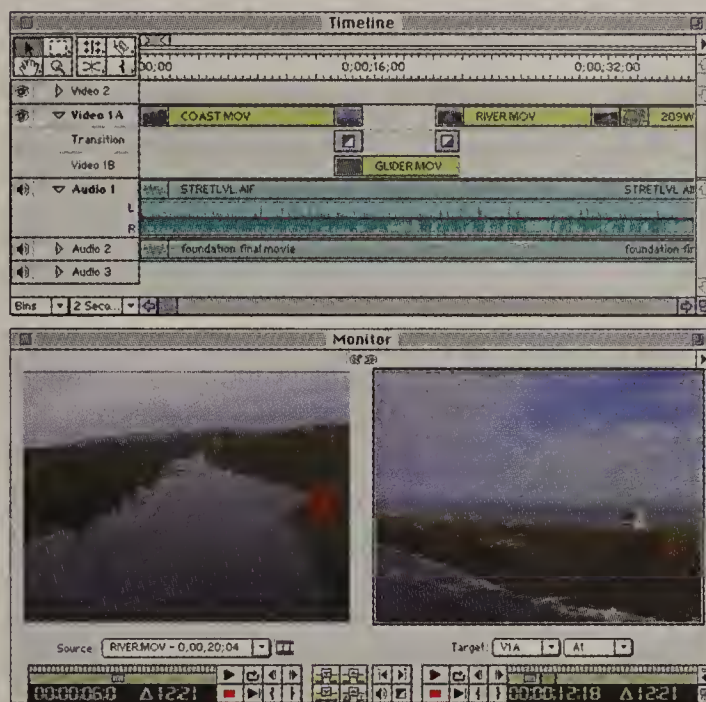 Timeline
00;00 0;00;16;00 0;00;32;00
Video 2
Video 1A COAST.MOV RIVER.MOV 209W
Transition
Video 1B GLIDER.MOV
Audio 1 STRETLVL.AIF STRETLVL.AIF
L
R
Audio 2 foundation final movie foundation fir
Audio 3
Bins 2 Seco...
Monitor
Source: RIVER.MOV - 0;00;20;04 Target: V1A A1
00:00:06:0 Δ 12:21 00:00:12:18 Δ 12:21